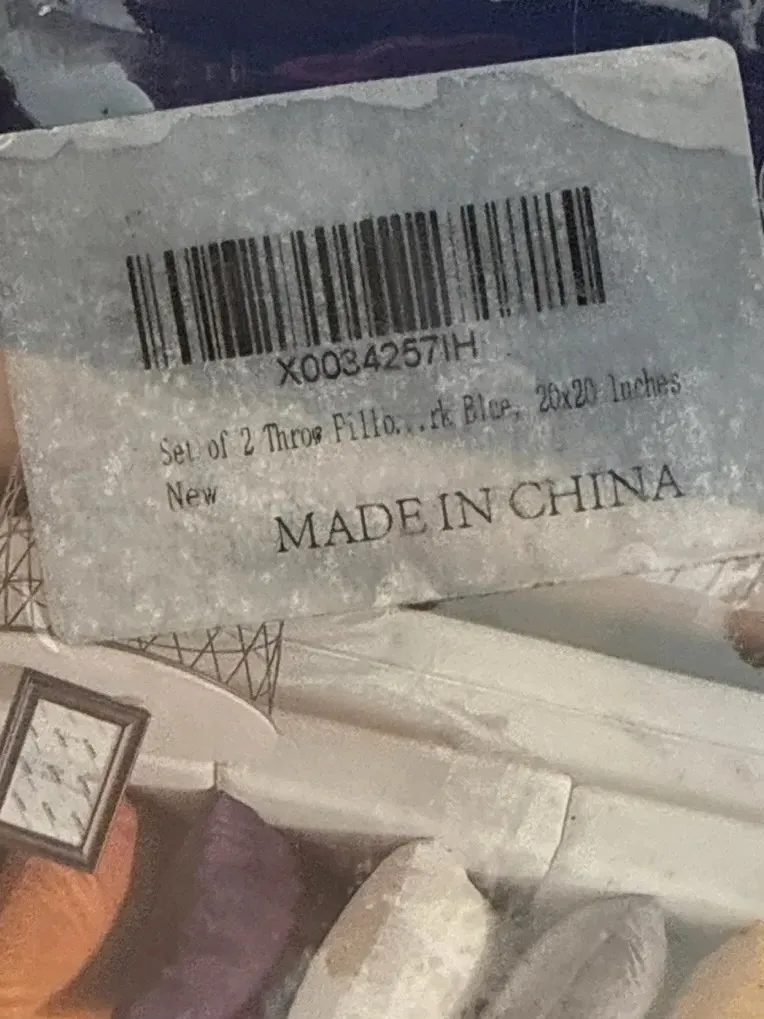 X0034257IH
Set of 2 Throw Pillo...rk Blue, 20x20 Inches
New
MADE IN CHINA